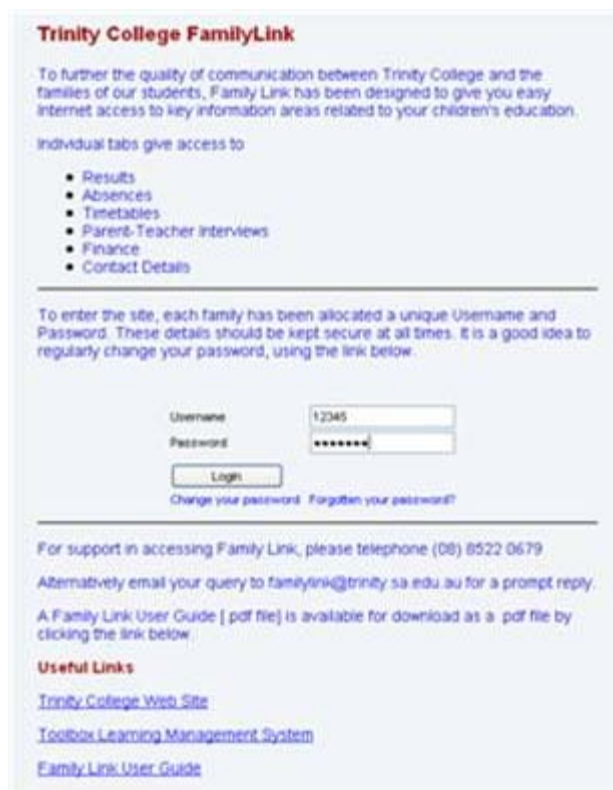 Trinity College FamilyLink
To further the quality of communication between Trinity College and the
families of our students, Family Link has been designed to give you easy
internet access to key information areas related to your children's education.
Individual tabs give access to
Results
Absences
Timetables
Parent-Teacher Interviews
Finance
Contact Details
To enter the site, each family has been allocated a unique Username and
Password. These details should be kept secure at all times. It is a good idea to
regularly change your password, using the link below.
Username 12345
Password •••••••
Login
Change your password Forgotten your password?
For support in accessing Family Link, please telephone (08) 8522 0679
Alternatively email your query to familylink@trinity.sa.edu.au for a prompt reply.
A Family Link User Guide [ pdf file] is available for download as a .pdf file by
clicking the link below
Useful Links
Trinity College Web Site
Toolbox Learning Management System
Family Link User Guide